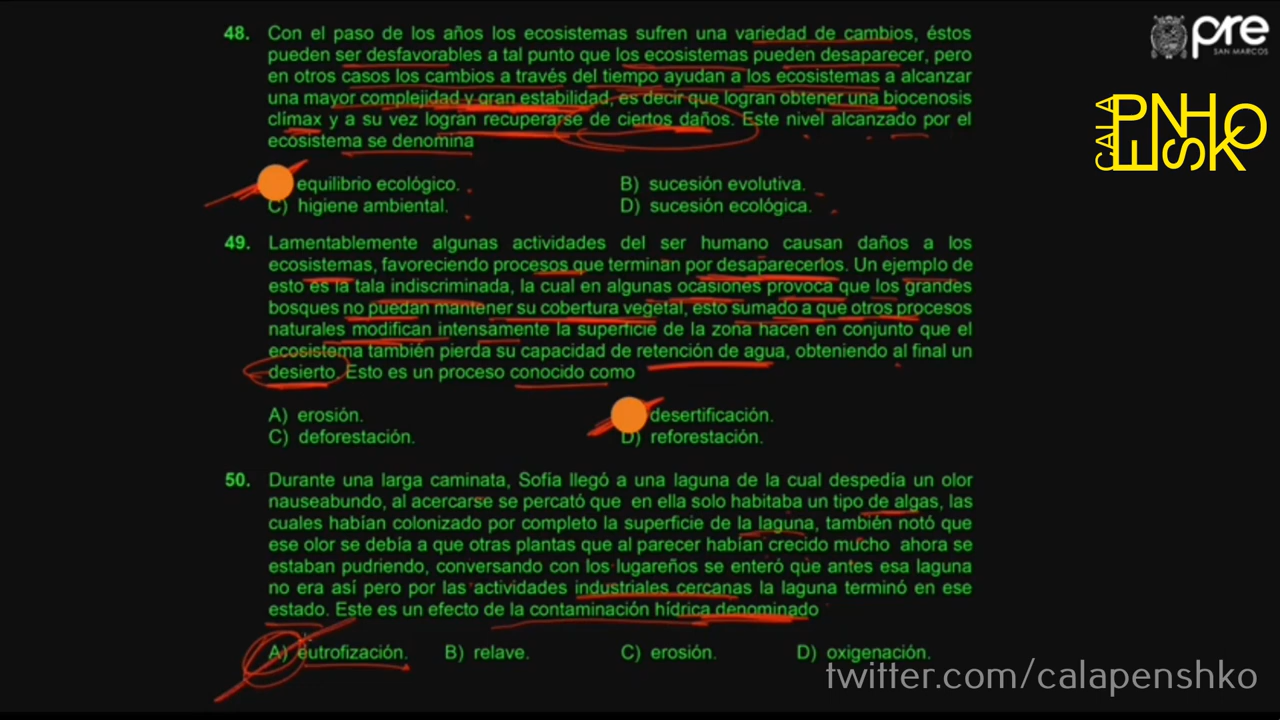 pre
SAN MARCOS
CALA
PENSHKO
48. Con el paso de los años los ecosistemas sufren una variedad de cambios, éstos
pueden ser desfavorables a tal punto que los ecosistemas pueden desaparecer, pero
en otros casos los cambios a través del tiempo ayudan a los ecosistemas a alcanzar
una mayor complejidad y gran estabilidad, es decir que logran obtener una biocenosis
clímax y a su vez logran recuperarse de ciertos daños. Este nivel alcanzado por el
ecosistema se denomina
equilibrio ecológico. B) sucesión evolutiva.
C) higiene ambiental. D) sucesión ecológica.
49. Lamentablemente algunas actividades del ser humano causan daños a los
ecosistemas, favoreciendo procesos que terminan por desaparecerlos. Un ejemplo de
esto es la tala indiscriminada, la cual en algunas ocasiones provoca que los grandes
bosques no puedan mantener su cobertura vegetal, esto sumado a que otros procesos
naturales modifican intensamente la superficie de la zona hacen en conjunto que el
ecosistema también pierda su capacidad de retención de agua, obteniendo al final un
desierto. Esto es un proceso conocido como
A) erosión. desertificación.
C) deforestación. D) reforestación.
50. Durante una larga caminata, Sofía llegó a una laguna de la cual despedía un olor
nauseabundo, al acercarse se percató que en ella solo habitaba un tipo de algas, las
cuales habían colonizado por completo la superficie de la laguna, también notó que
ese olor se debía a que otras plantas que al parecer habían crecido mucho ahora se
estaban pudriendo, conversando con los lugareños se enteró que antes esa laguna
no era así pero por las actividades industriales cercanas la laguna terminó en ese
estado. Este es un efecto de la contaminación hídrica denominado
A) eutrofización. B) relave. C) erosión. D) oxigenación.
twitter.com/calapenshko